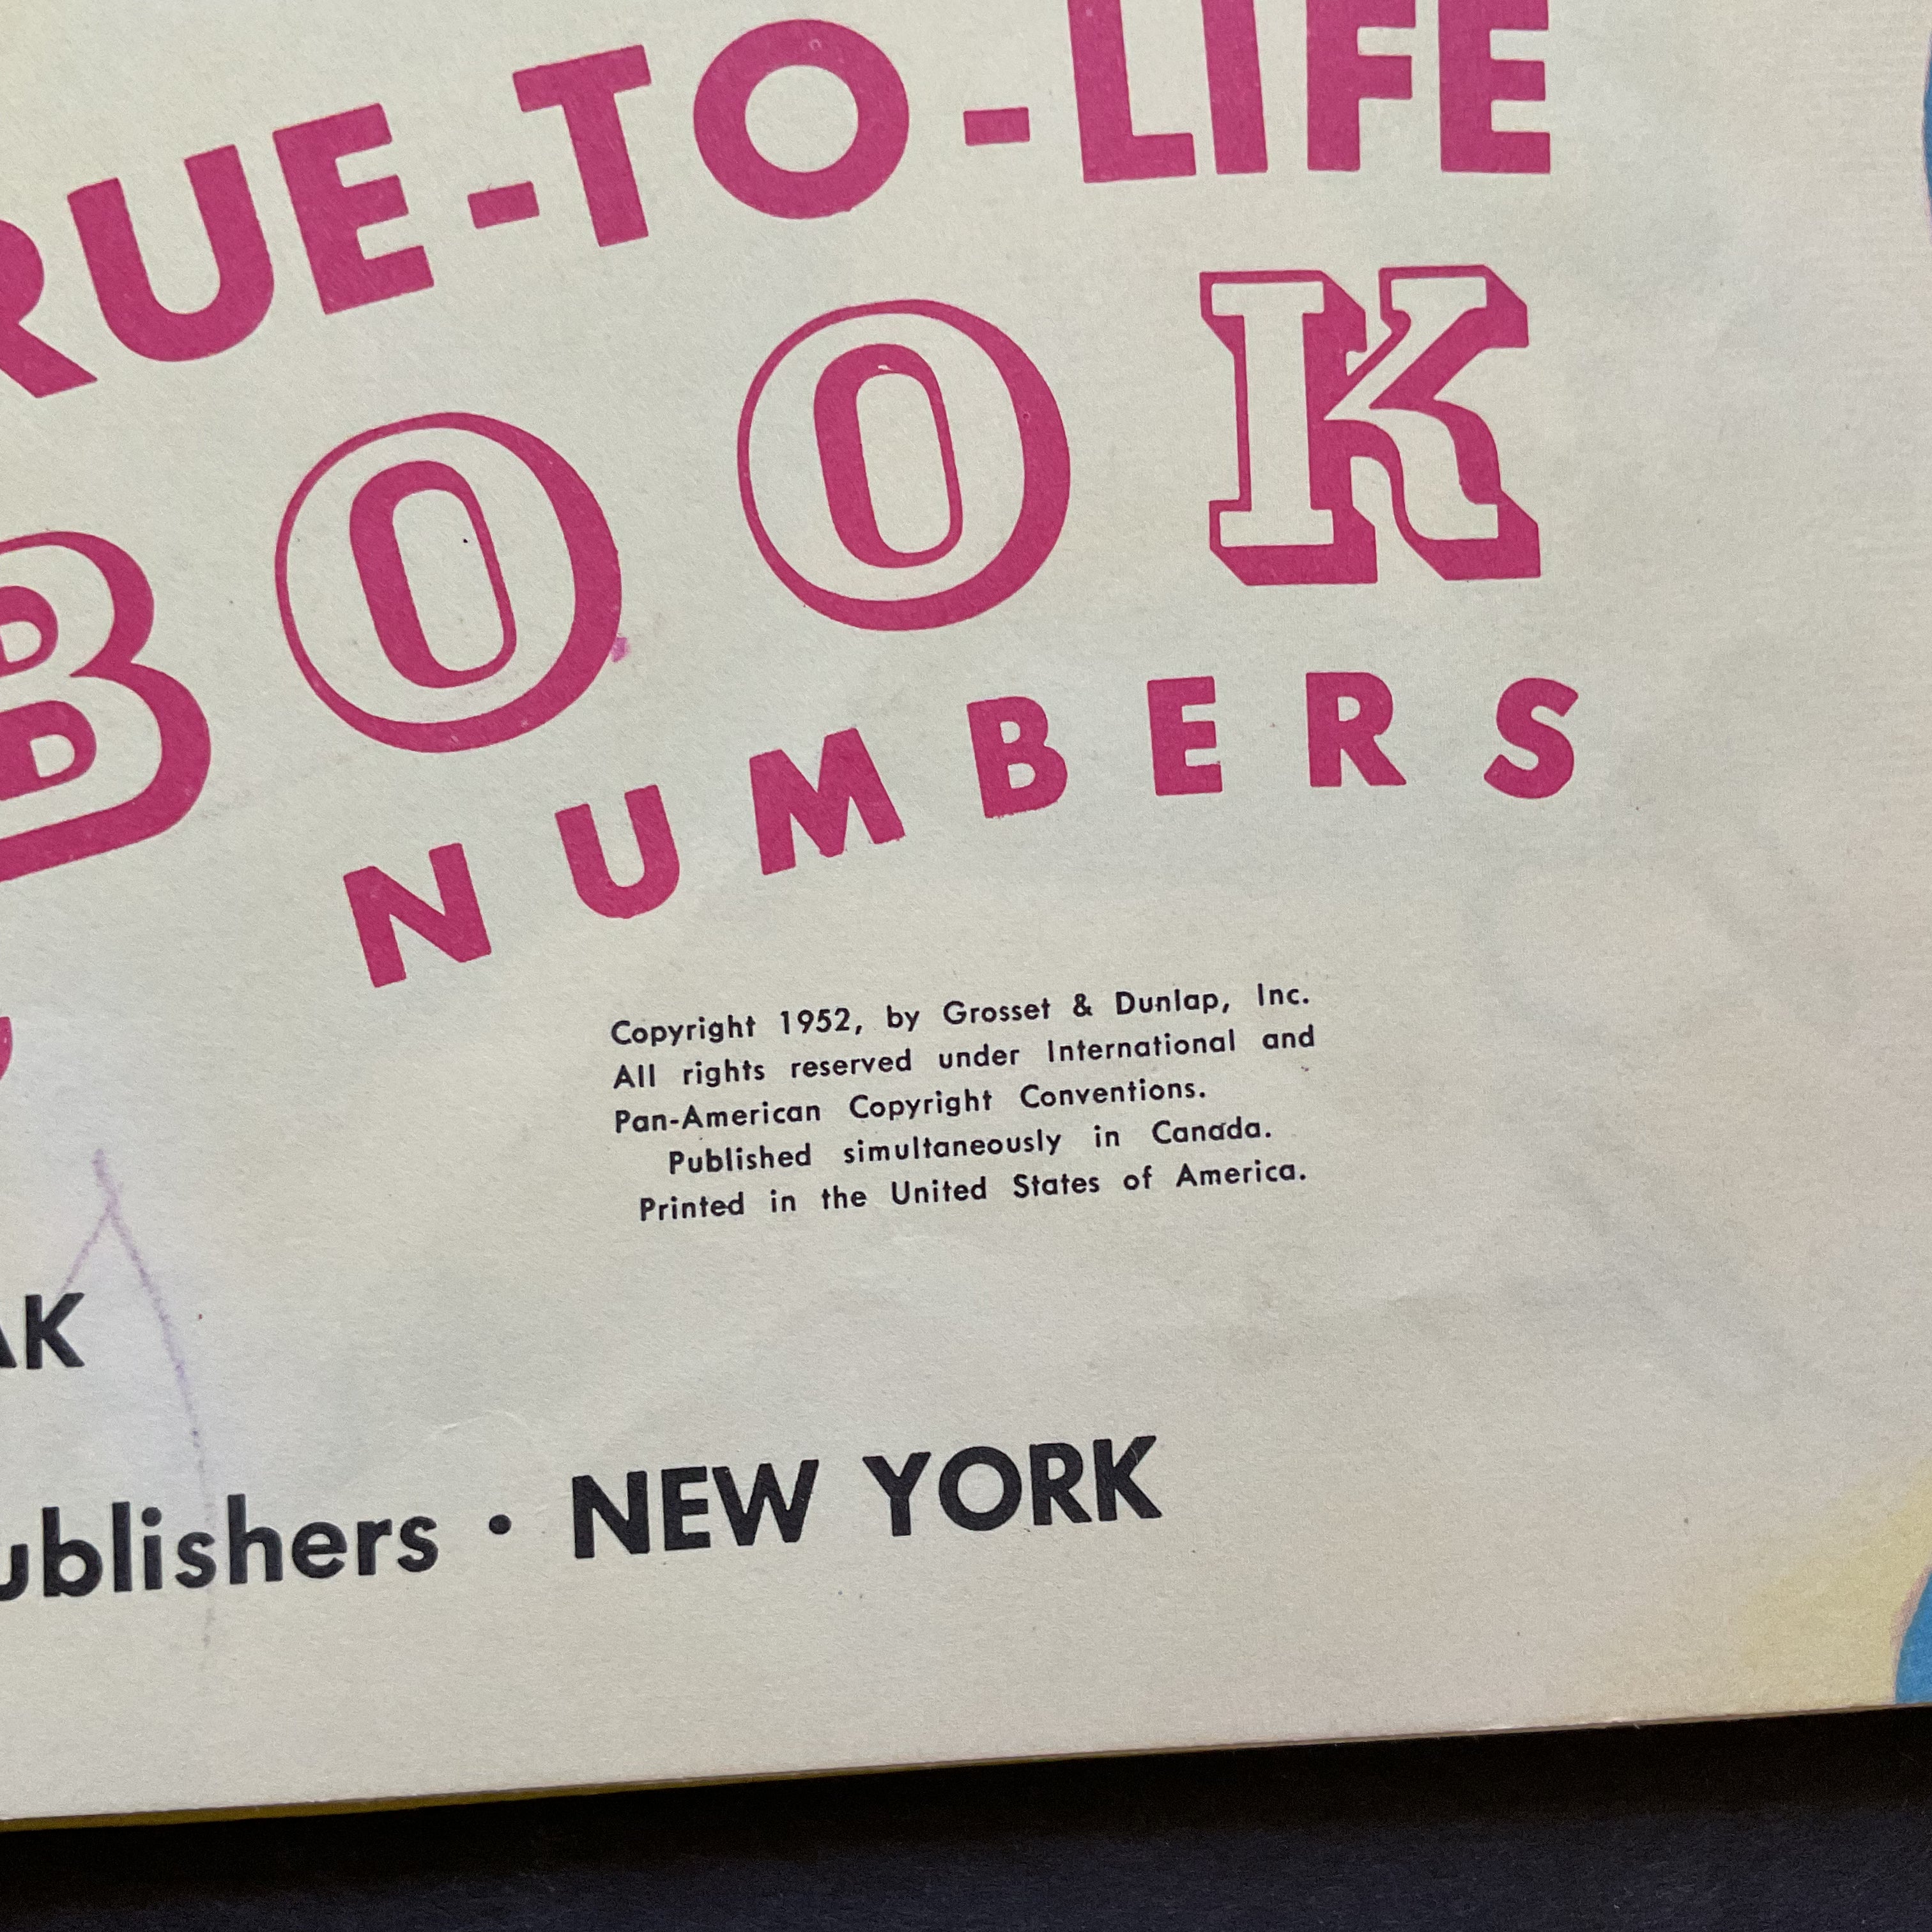 RUE-TO-LIFE
BOOK
NUMBERS
Copyright 1952, by Grosset & Dunlap, Inc.
All rights reserved under International and
Pan-American Copyright Conventions.
Published simultaneously in Canada.
Printed in the United States of America.
AK
ublishers · NEW YORK